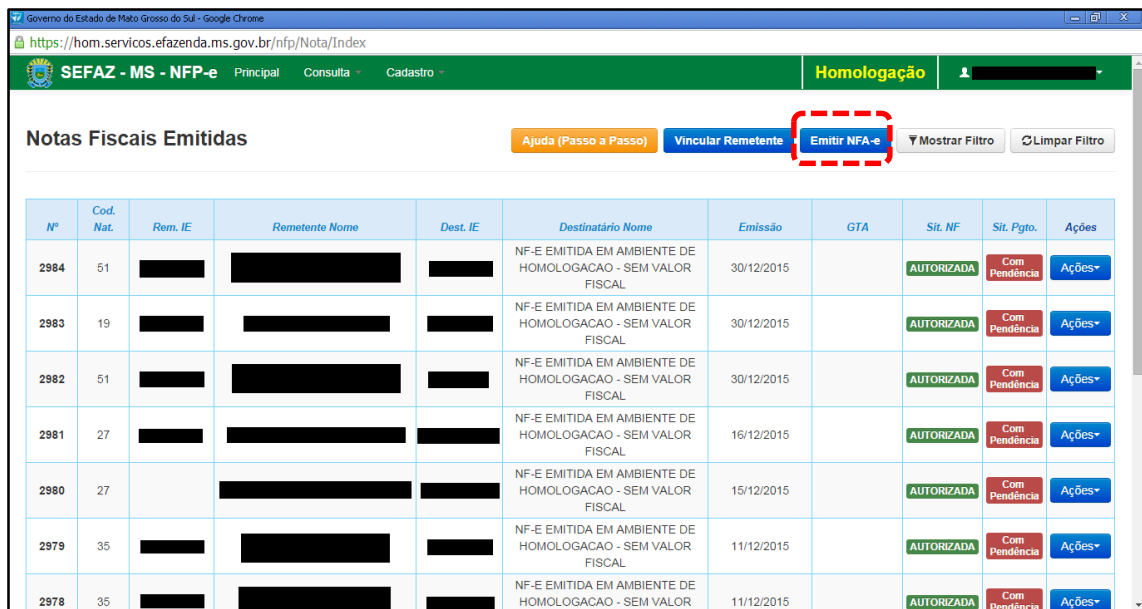 Governo do Estado de Mato Grosso do Sul - Google Chrome
https://hom.servicos.efazenda.ms.gov.br/nfp/Nota/Index
SEFAZ - MS - NFP-e Principal Consulta Cadastro Homologação
Notas Fiscais Emitidas Ajuda (Passo a Passo) Vincular Remetente Emitir NFA-e Mostrar Filtro Limpar Filtro
Nº Cod. Nat. Rem. IE Remetente Nome Dest. IE Destinatário Nome Emissão GTA Sit. NF Sit. Pgto. Ações
2984 51 NF-E EMITIDA EM AMBIENTE DE HOMOLOGACAO - SEM VALOR FISCAL 30/12/2015 AUTORIZADA Com Pendência Ações
2983 19 NF-E EMITIDA EM AMBIENTE DE HOMOLOGACAO - SEM VALOR FISCAL 30/12/2015 AUTORIZADA Com Pendência Ações
2982 51 NF-E EMITIDA EM AMBIENTE DE HOMOLOGACAO - SEM VALOR FISCAL 30/12/2015 AUTORIZADA Com Pendência Ações
2981 27 NF-E EMITIDA EM AMBIENTE DE HOMOLOGACAO - SEM VALOR FISCAL 16/12/2015 AUTORIZADA Com Pendência Ações
2980 27 NF-E EMITIDA EM AMBIENTE DE HOMOLOGACAO - SEM VALOR FISCAL 15/12/2015 AUTORIZADA Com Pendência Ações
2979 35 NF-E EMITIDA EM AMBIENTE DE HOMOLOGACAO - SEM VALOR FISCAL 11/12/2015 AUTORIZADA Com Pendência Ações
2978 35 NF-E EMITIDA EM AMBIENTE DE HOMOLOGACAO - SEM VALOR 11/12/2015 AUTORIZADA Com Pendência Ações